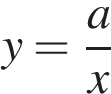 y = a/x